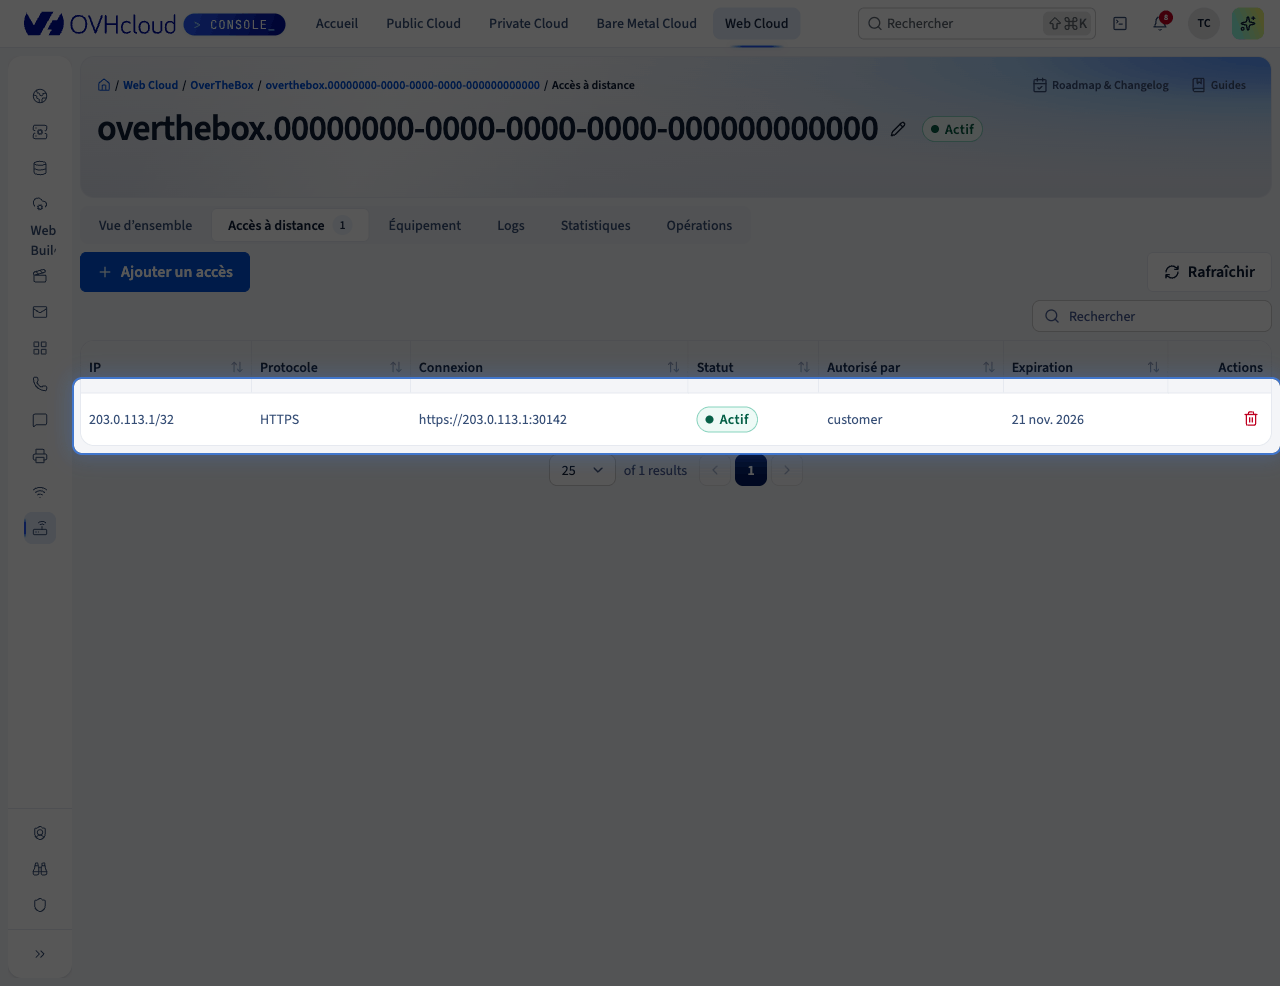 OVHcloud > CONSOLE_ Accueil Public Cloud Private Cloud Bare Metal Cloud Web Cloud Rechercher ⇧⌘K 8 TC
/ Web Cloud / OverTheBox / overthebox.00000000-0000-0000-0000-000000000000 / Accès à distance Roadmap & Changelog Guides
overthebox.00000000-0000-0000-0000-000000000000 Actif
Vue d'ensemble Accès à distance 1 Équipement Logs Statistiques Opérations
Web
Buil
+ Ajouter un accès Rafraîchir
Rechercher
IP Protocole Connexion Statut Autorisé par Expiration Actions
203.0.113.1/32 HTTPS https://203.0.113.1:30142 Actif customer 21 nov. 2026
25 of 1 results 1